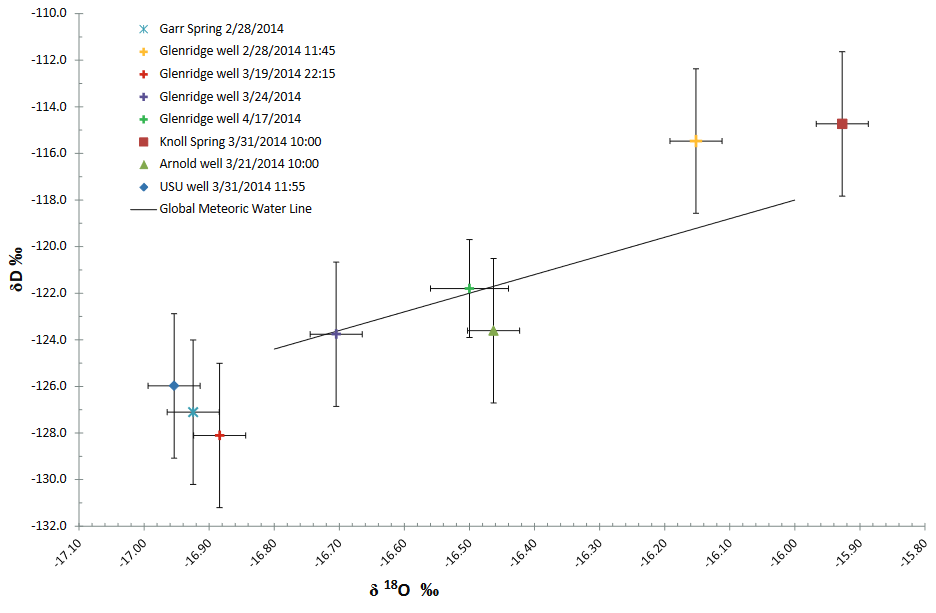 -110.0
-112.0
-114.0
-116.0
-118.0
-120.0
-122.0
-124.0
-126.0
-128.0
-130.0
-132.0
δD ‰
Garr Spring 2/28/2014
Glenridge well 2/28/2014 11:45
Glenridge well 3/19/2014 22:15
Glenridge well 3/24/2014
Glenridge well 4/17/2014
Knoll Spring 3/31/2014 10:00
Arnold well 3/21/2014 10:00
USU well 3/31/2014 11:55
Global Meteoric Water Line
-17.10 -17.00 -16.90 -16.80 -16.70 -16.60 -16.50 -16.40 -16.30 -16.20 -16.10 -16.00 -15.90 -15.80
δ ¹⁸O ‰